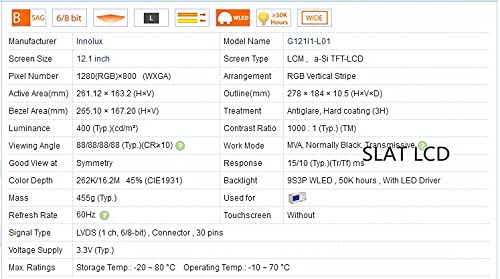 B SAG 6/8 bit L WLED ≥50K Hours WIDE
Manufacturer Innolux Model Name G121I1-L01
Screen Size 12.1 inch Screen Type LCM , a-Si TFT-LCD
Pixel Number 1280(RGB)×800 (WXGA) Arrangement RGB Vertical Stripe
Active Area(mm) 261.12 × 163.2 (H×V) Outline(mm) 278 × 184 × 10.5 (H×V×D)
Bezel Area(mm) 265.10 × 167.20 (H×V) Treatment Antiglare, Hard coating (3H)
Luminance 400 (Typ.)(cd/m²) Contrast Ratio 1000 : 1 (Typ.) (TM)
Viewing Angle 88/88/88/88 (Typ.)(CR×10) ? Work Mode MVA, Normally Black, Transmissive ?
SLAT LCD
Good View at Symmetry Response 15/10 (Typ.)(Tr/Tf) ms
Color Depth 262K/16.2M 45% (CIE1931) Backlight 9S3P WLED , 50K hours , With LED Driver
Mass 455g (Typ.) Used for
Refresh Rate 60Hz ? Touchscreen Without
Signal Type LVDS (1 ch, 6/8-bit) , Connector , 30 pins
Voltage Supply 3.3V (Typ.)
Max. Ratings Storage Temp.: -20 ~ 80 °C Operating Temp.: -10 ~ 70 °C